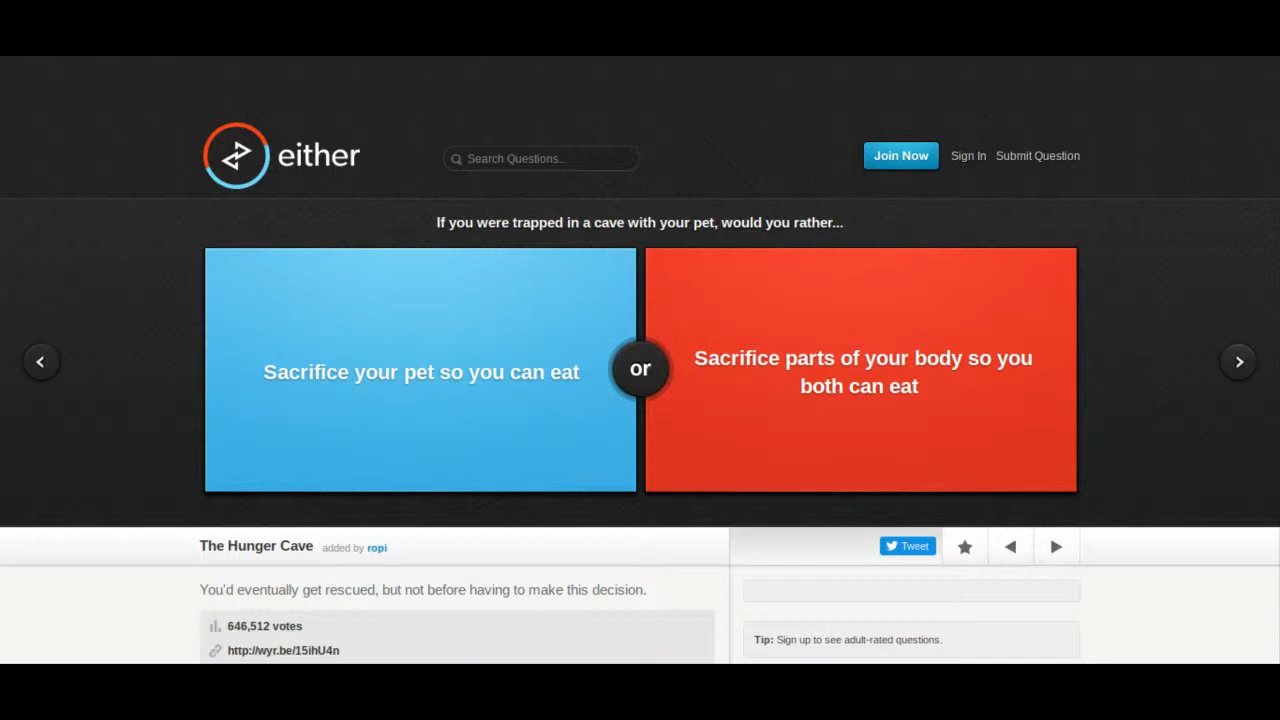 either
Search Questions...
Join Now
Sign In
Submit Question
If you were trapped in a cave with your pet, would you rather...
Sacrifice your pet so you can eat
or
Sacrifice parts of your body so you
both can eat
The Hunger Cave added by ropi
Tweet
You'd eventually get rescued, but not before having to make this decision.
646,512 votes
http://wyr.be/15ihU4n
Tip: Sign up to see adult-rated questions.